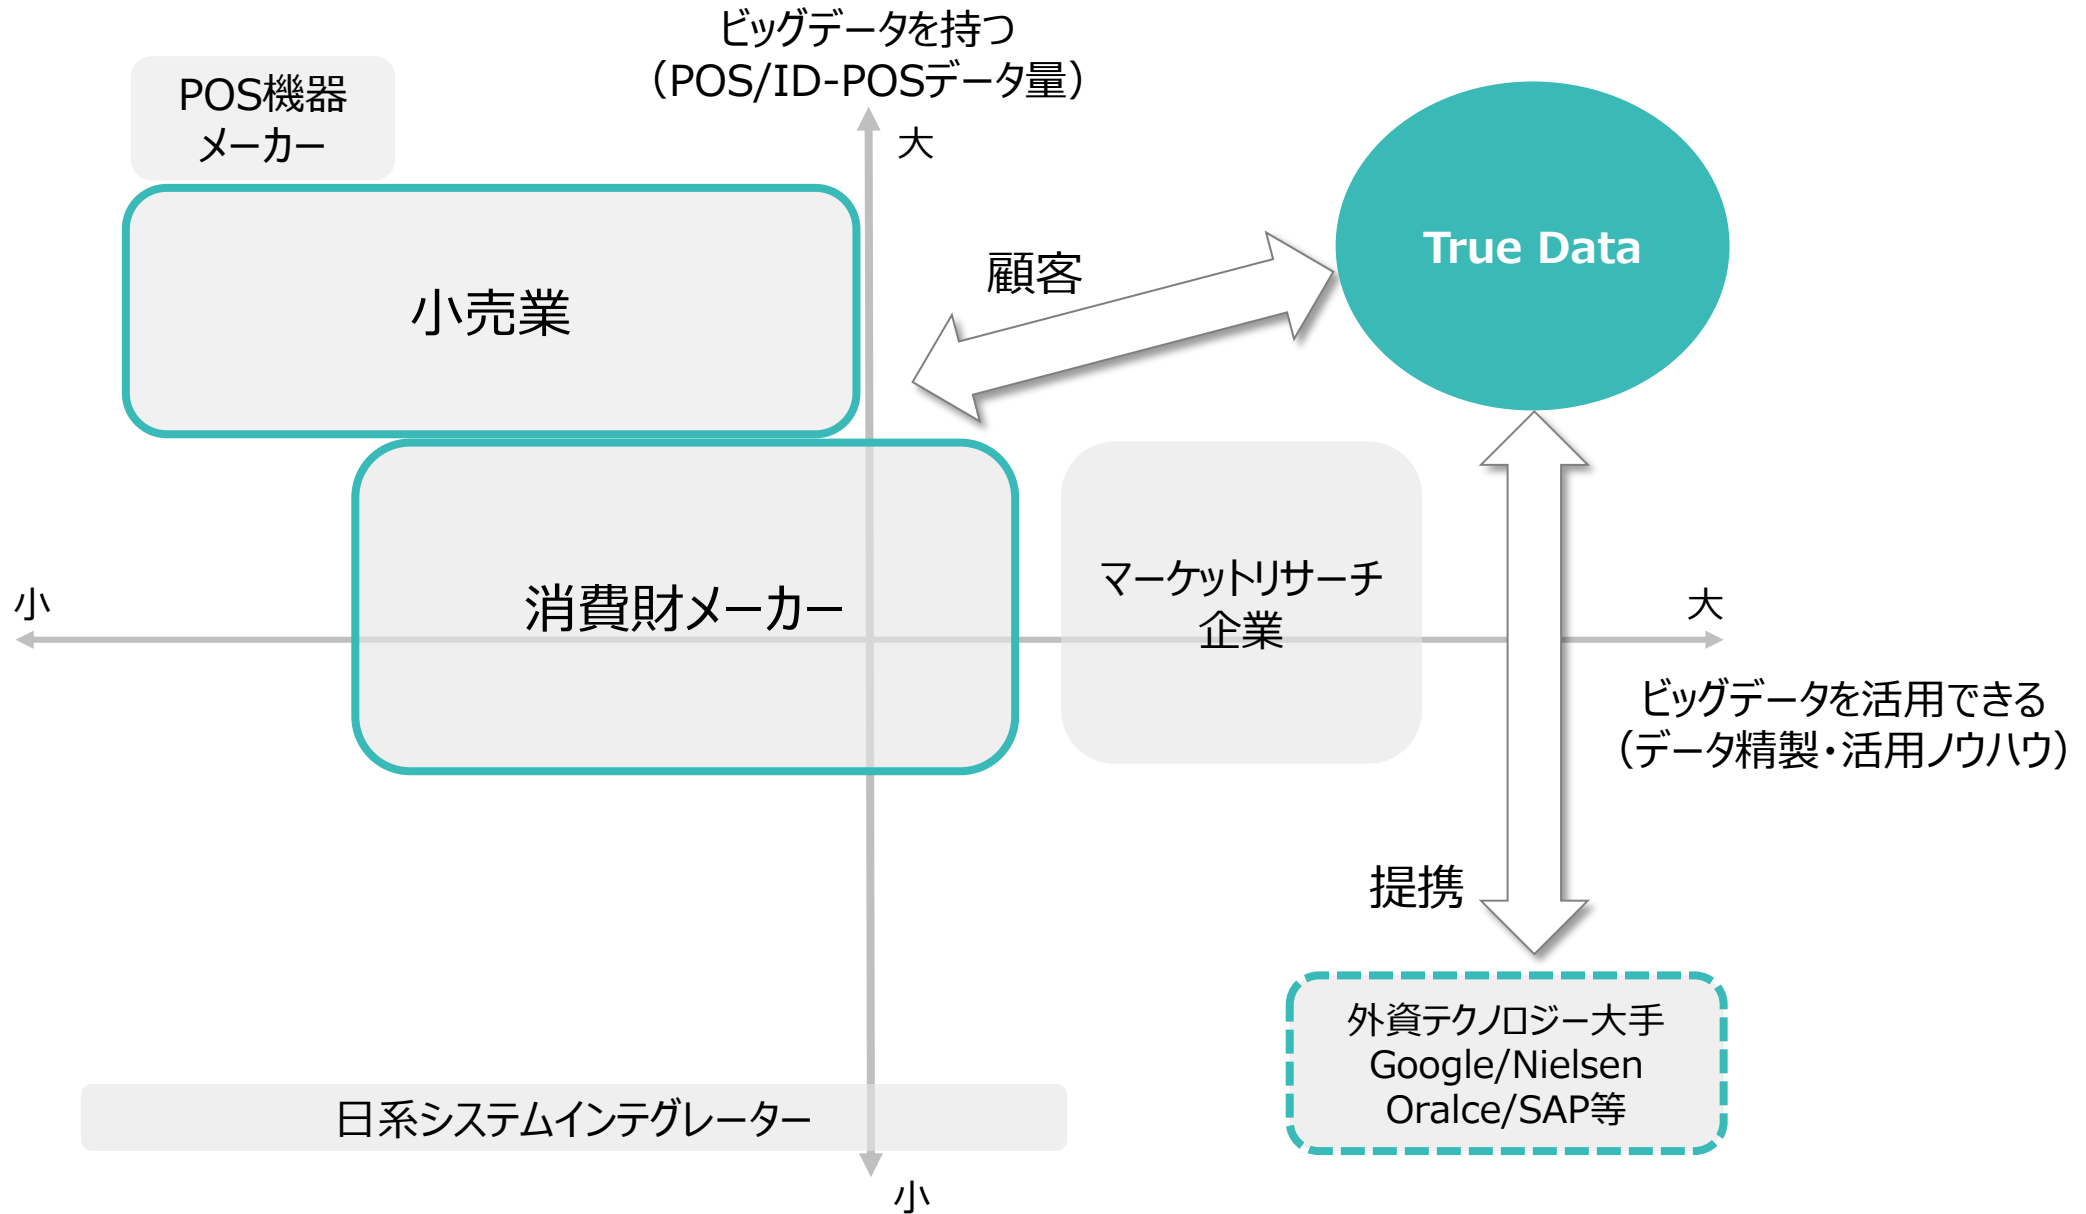 ビッグデータを持つ
（POS/ID-POSデータ量）
大
POS機器
メーカー
True Data
顧客
小売業
マーケットリサーチ
企業
消費財メーカー
小
大
ビッグデータを活用できる
（データ精製・活用ノウハウ）
提携
外資テクノロジー大手
Google/Nielsen
Oralce/SAP等
日系システムインテグレーター
小